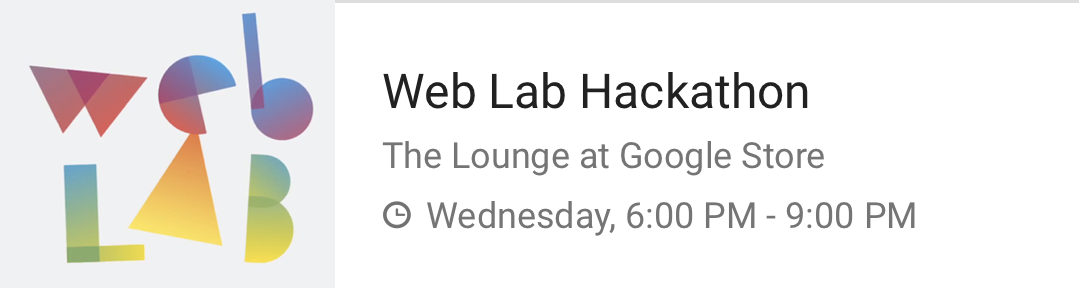 web
LAB
Web Lab Hackathon
The Lounge at Google Store
Wednesday, 6:00 PM - 9:00 PM